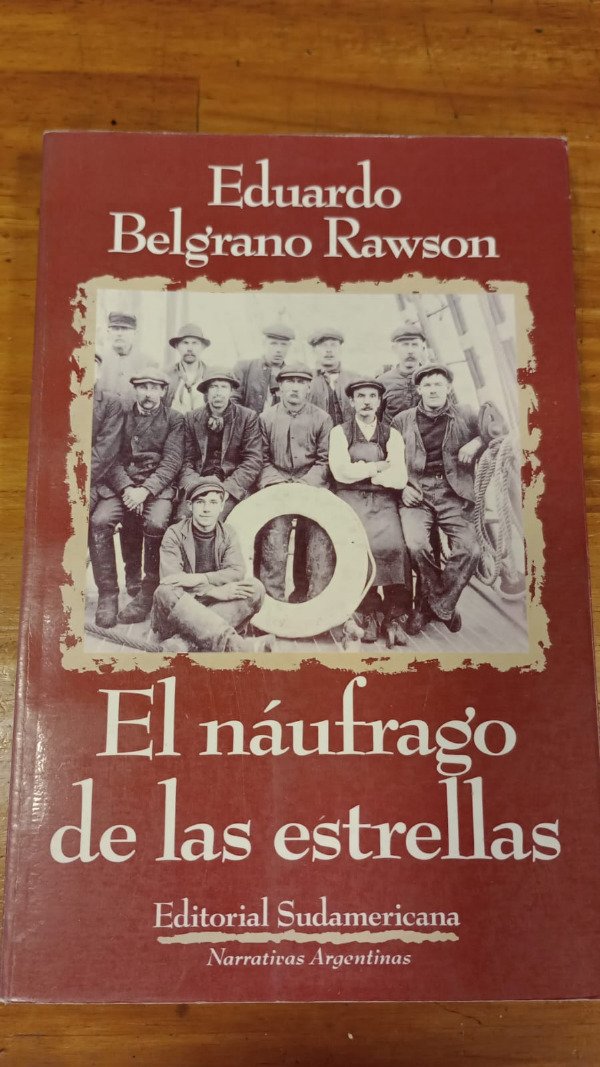 Eduardo
Belgrano Rawson
El náufrago
de las estrellas
Editorial Sudamericana
Narrativas Argentinas